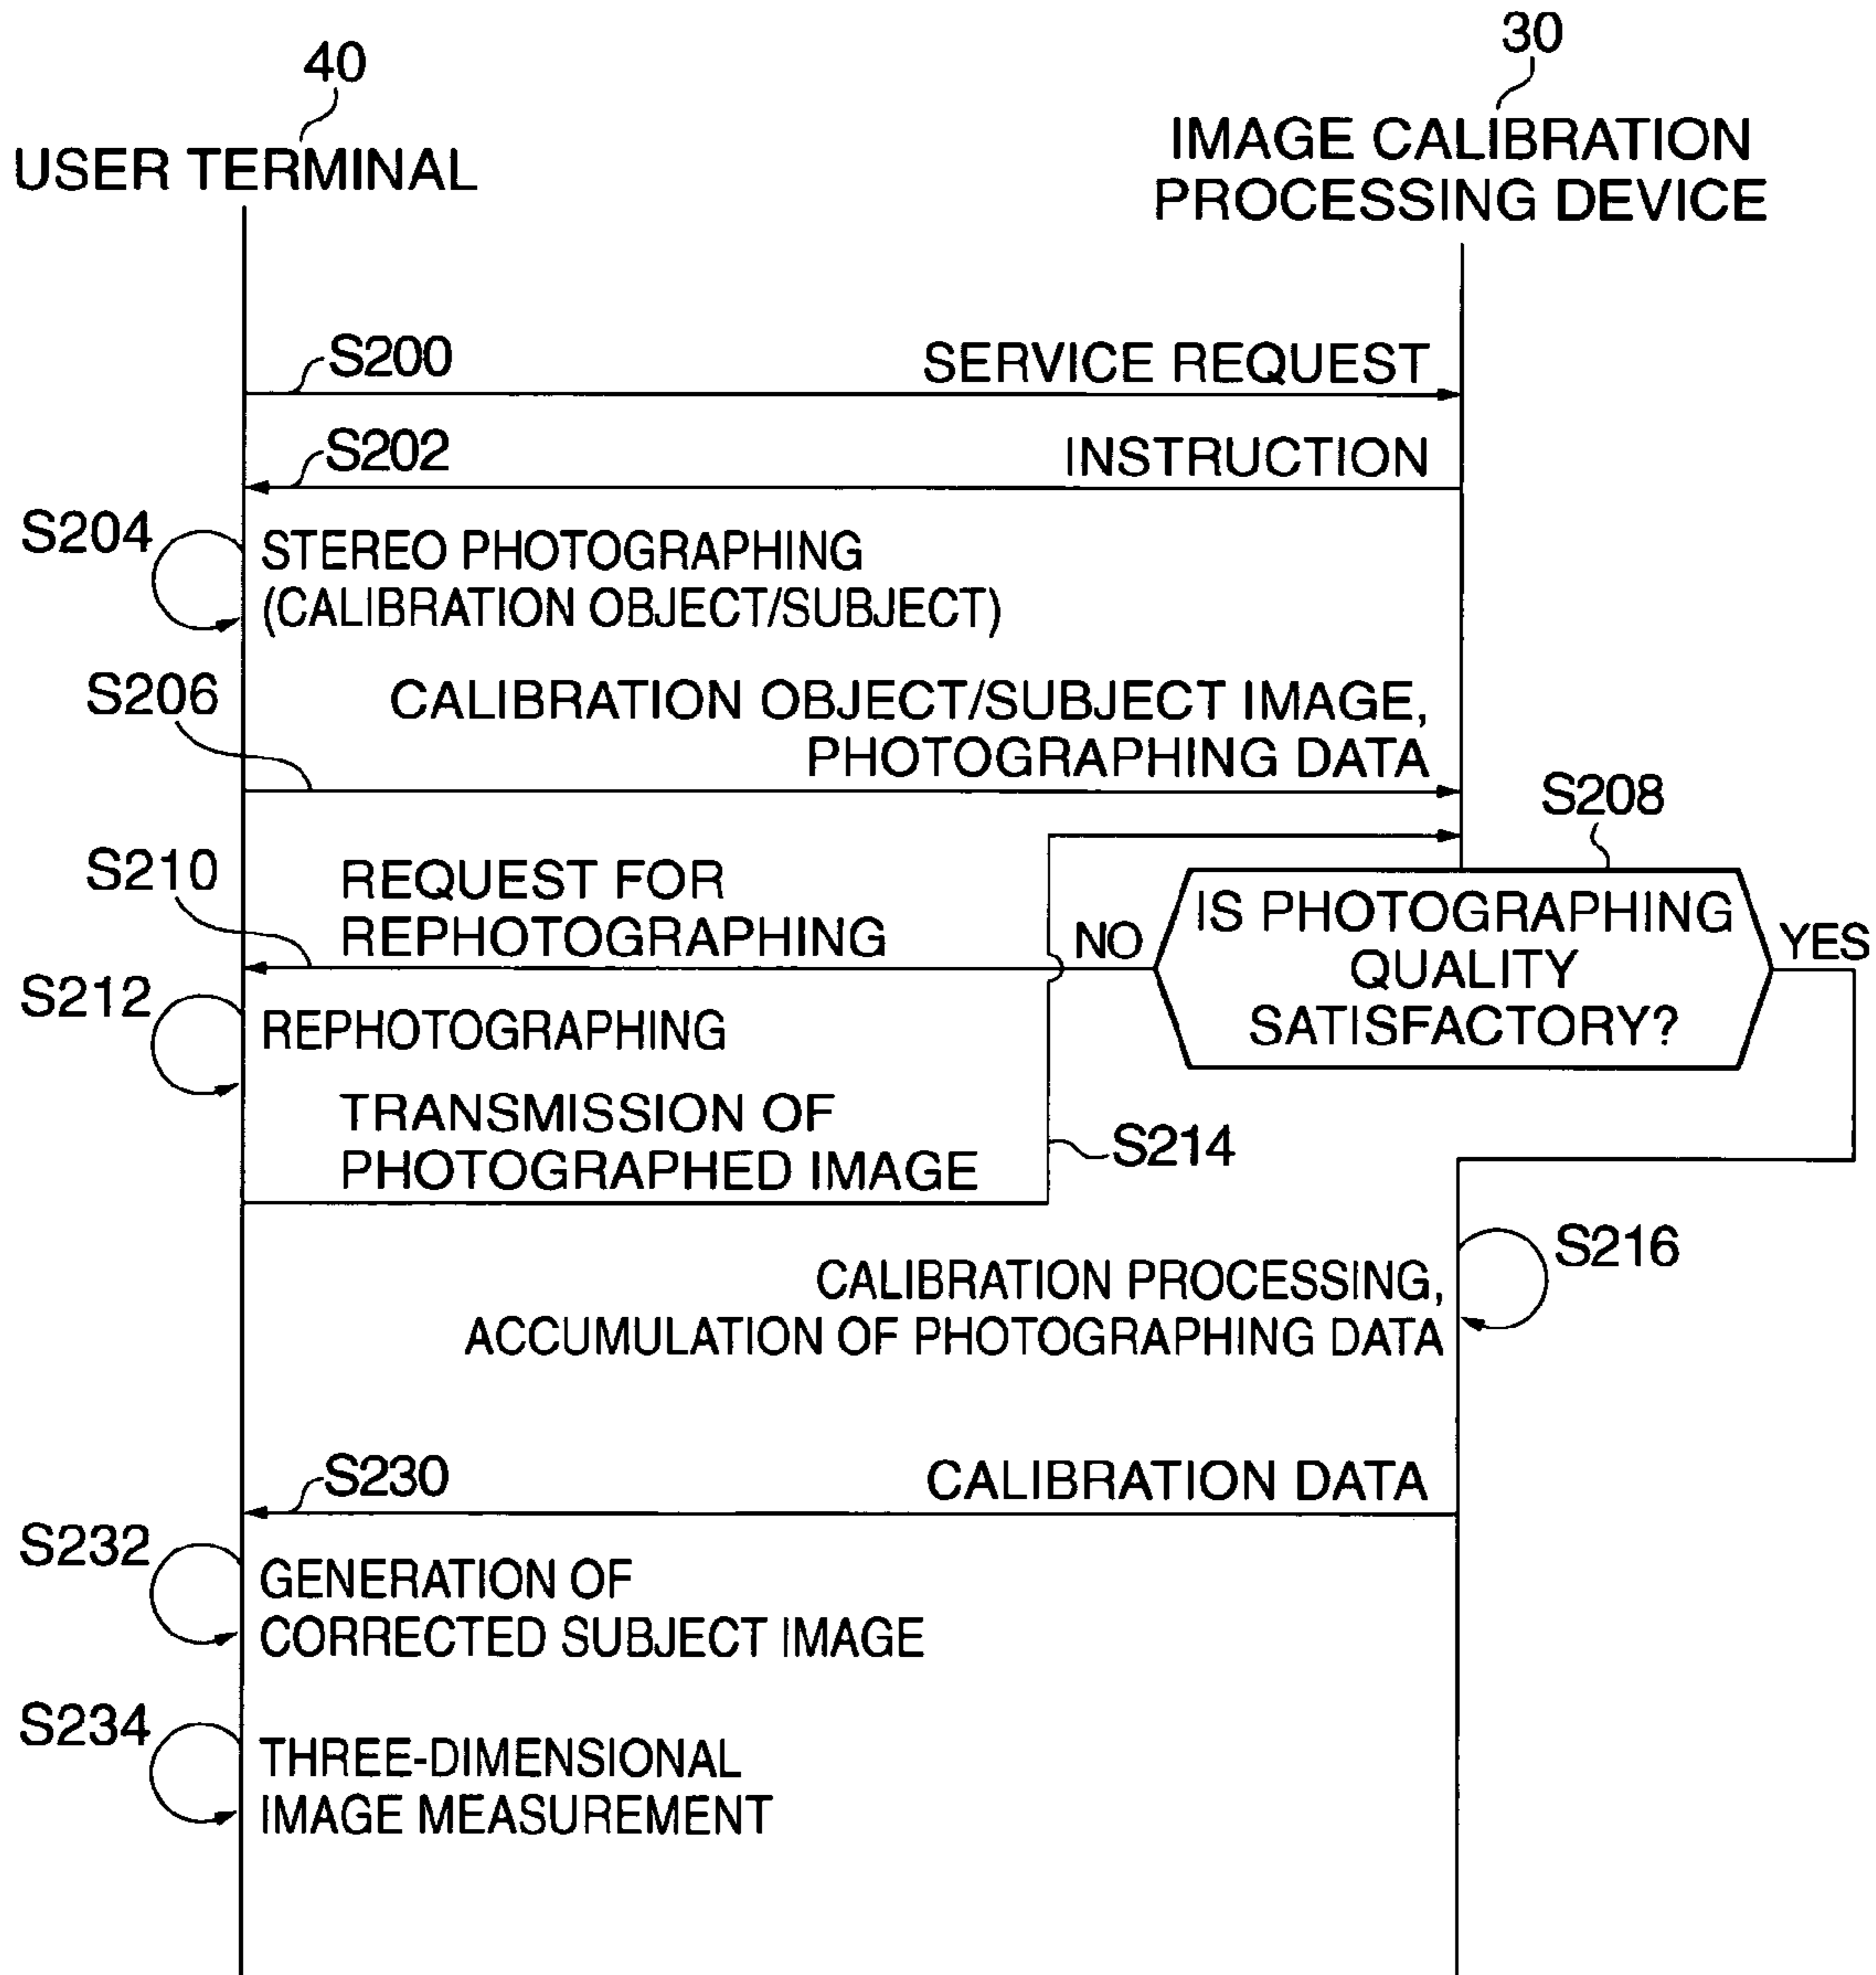 40
USER TERMINAL
30
IMAGE CALIBRATION
PROCESSING DEVICE
S200
SERVICE REQUEST
S202
INSTRUCTION
S204
STEREO PHOTOGRAPHING
(CALIBRATION OBJECT/SUBJECT)
S206
CALIBRATION OBJECT/SUBJECT IMAGE,
PHOTOGRAPHING DATA
S208
IS PHOTOGRAPHING
QUALITY
SATISFACTORY?
NO
YES
S210
REQUEST FOR
REPHOTOGRAPHING
S212
REPHOTOGRAPHING
TRANSMISSION OF
PHOTOGRAPHED IMAGE
S214
S216
CALIBRATION PROCESSING,
ACCUMULATION OF PHOTOGRAPHING DATA
S230
CALIBRATION DATA
S232
GENERATION OF
CORRECTED SUBJECT IMAGE
S234
THREE-DIMENSIONAL
IMAGE MEASUREMENT